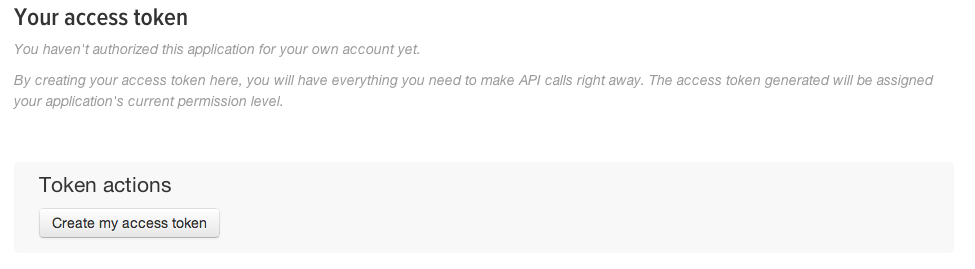 Your access token
You haven't authorized this application for your own account yet.
By creating your access token here, you will have everything you need to make API calls right away. The access token generated will be assigned
your application's current permission level.
Token actions
Create my access token